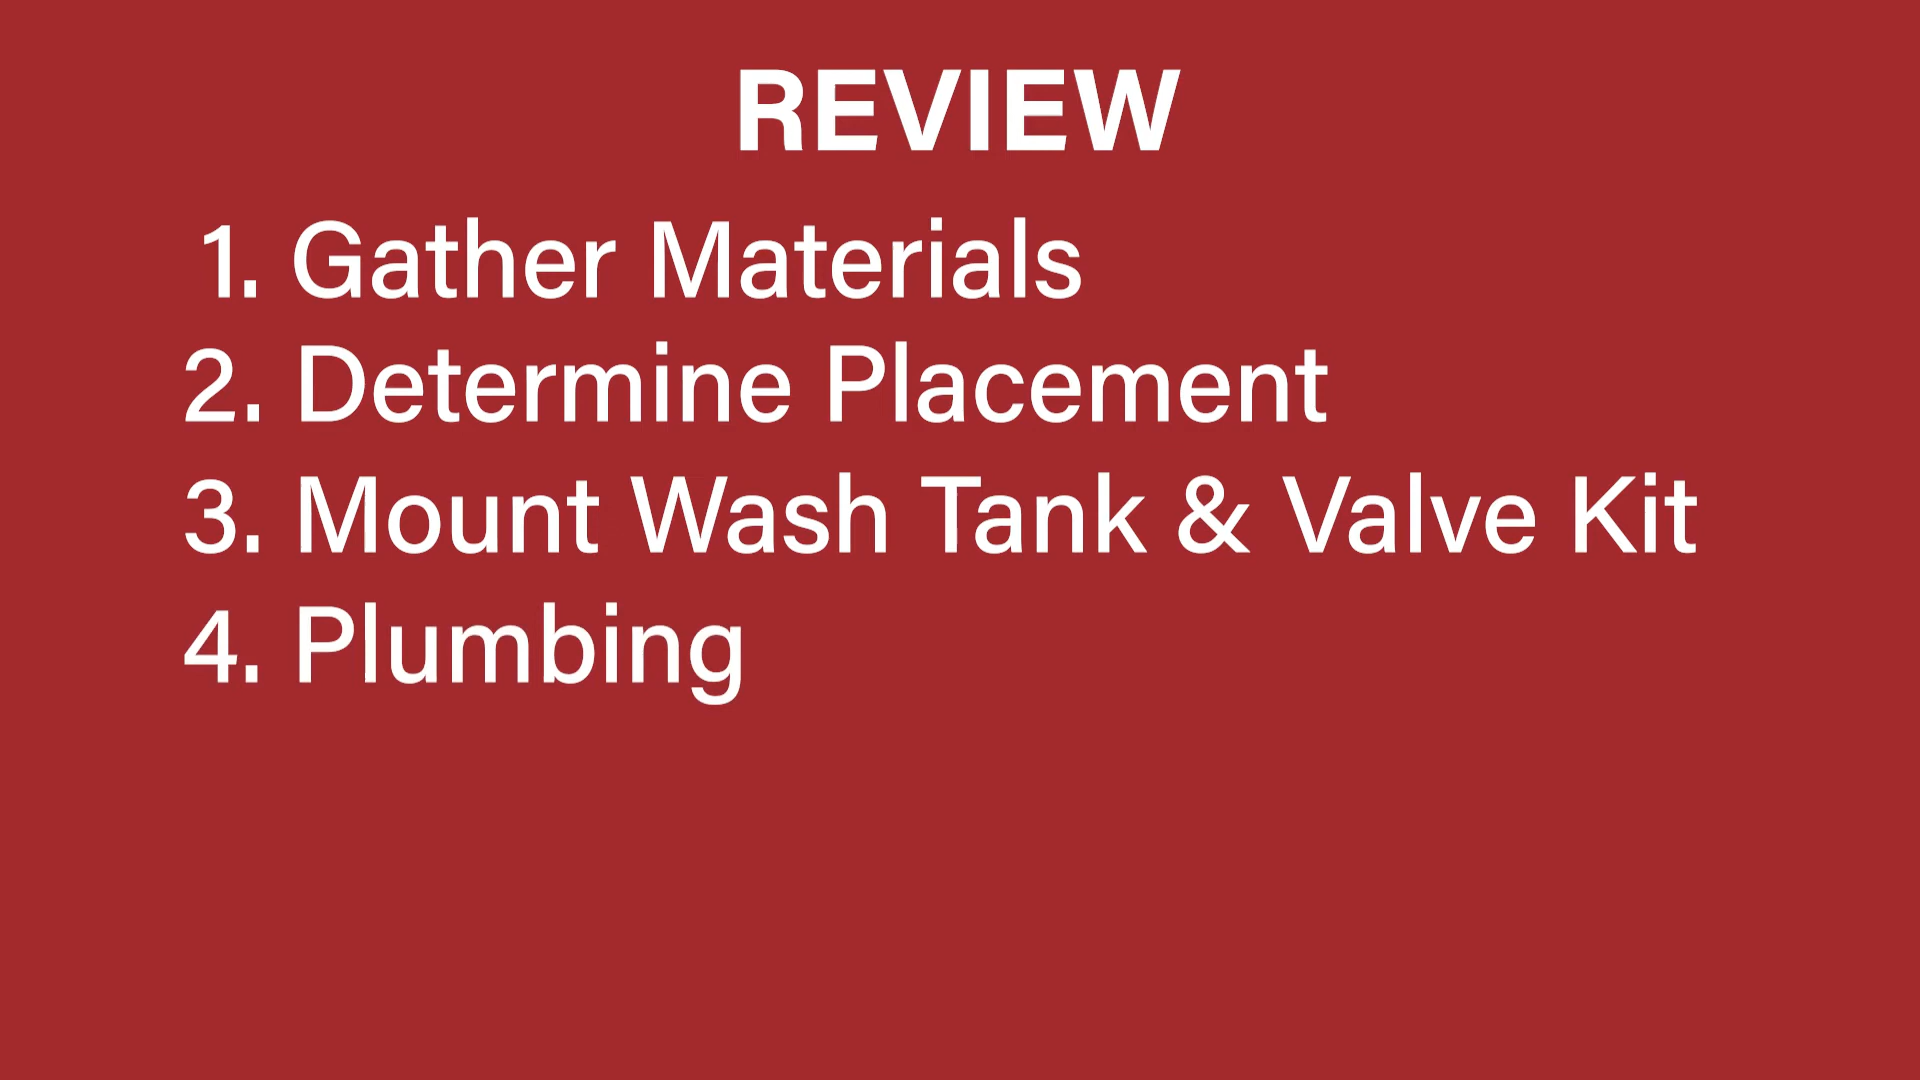 REVIEW
1. Gather Materials
2. Determine Placement
3. Mount Wash Tank & Valve Kit
4. Plumbing